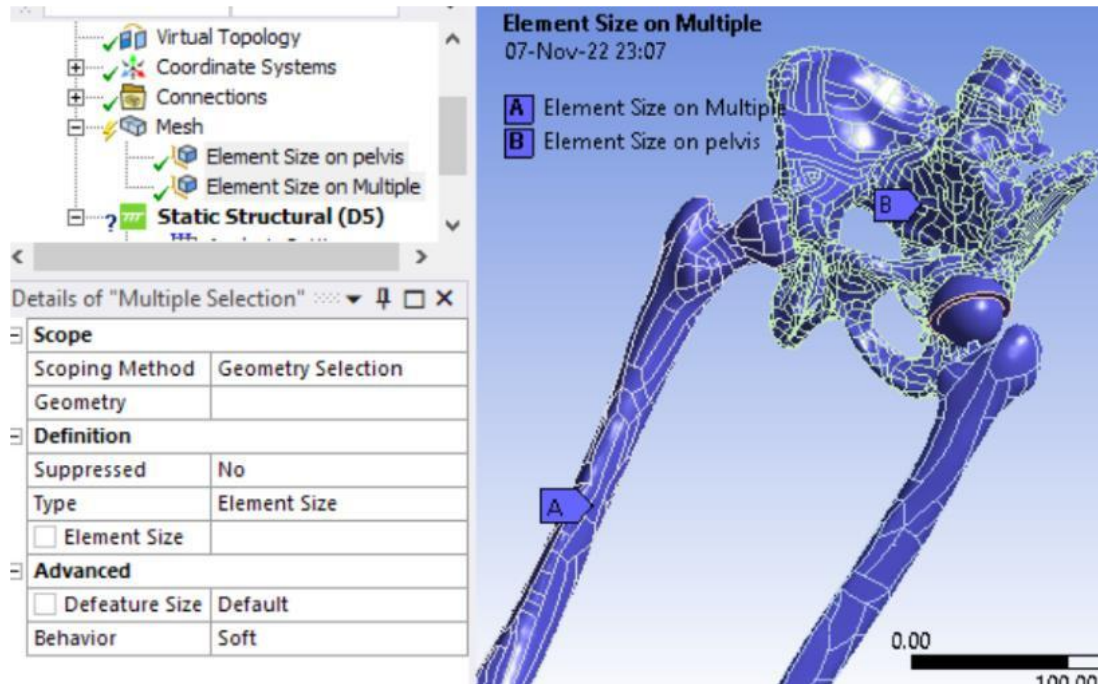 Virtual Topology
Coordinate Systems
Connections
Mesh
Element Size on pelvis
Element Size on Multiple
Static Structural (D5)
Details of "Multiple Selection"
Scope
Scoping Method Geometry Selection
Geometry
Definition
Suppressed No
Type Element Size
Element Size
Advanced
Defeature Size Default
Behavior Soft
Element Size on Multiple
07-Nov-22 23:07
A Element Size on Multiple
B Element Size on pelvis
B
A
0.00
100.00